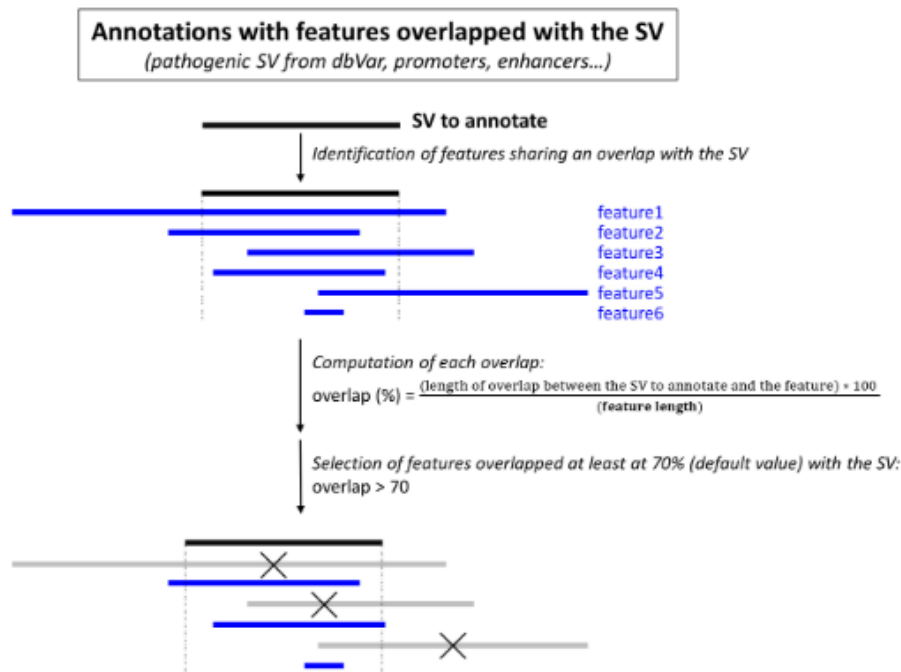 Annotations with features overlapped with the SV
(pathogenic SV from dbVar, promoters, enhancers...)
SV to annotate
Identification of features sharing an overlap with the SV
feature1
feature2
feature3
feature4
feature5
feature6
Computation of each overlap:
overlap (%) = (length of overlap between the SV to annotate and the feature) * 100
(feature length)
Selection of features overlapped at least at 70% (default value) with the SV:
overlap > 70